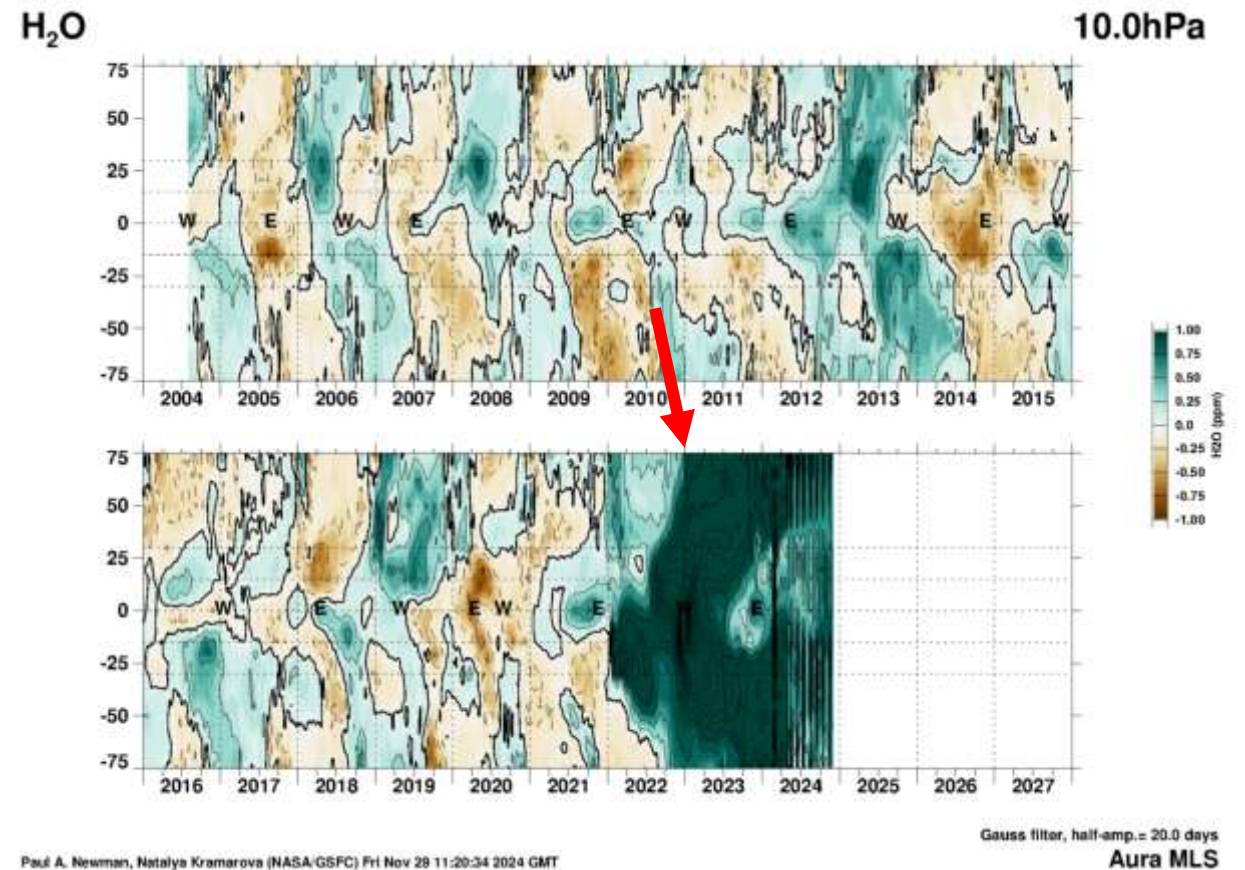 H₂O
10.0hPa
75
50
25
0
-25
-50
-75
W E W E W E W E W E W
2004 2005 2006 2007 2008 2009 2010 2011 2012 2013 2014 2015
1.00
0.75
0.50
0.25
0.0
-0.25
-0.50
-0.75
-1.00
H2O (ppm)
75
50
25
0
-25
-50
-75
W E W E W E W E
2016 2017 2018 2019 2020 2021 2022 2023 2024 2025 2026 2027
Gauss filter, half-amp.= 20.0 days
Paul A. Newman, Natalya Kramarova (NASA/GSFC) Fri Nov 29 11:20:34 2024 GMT
Aura MLS